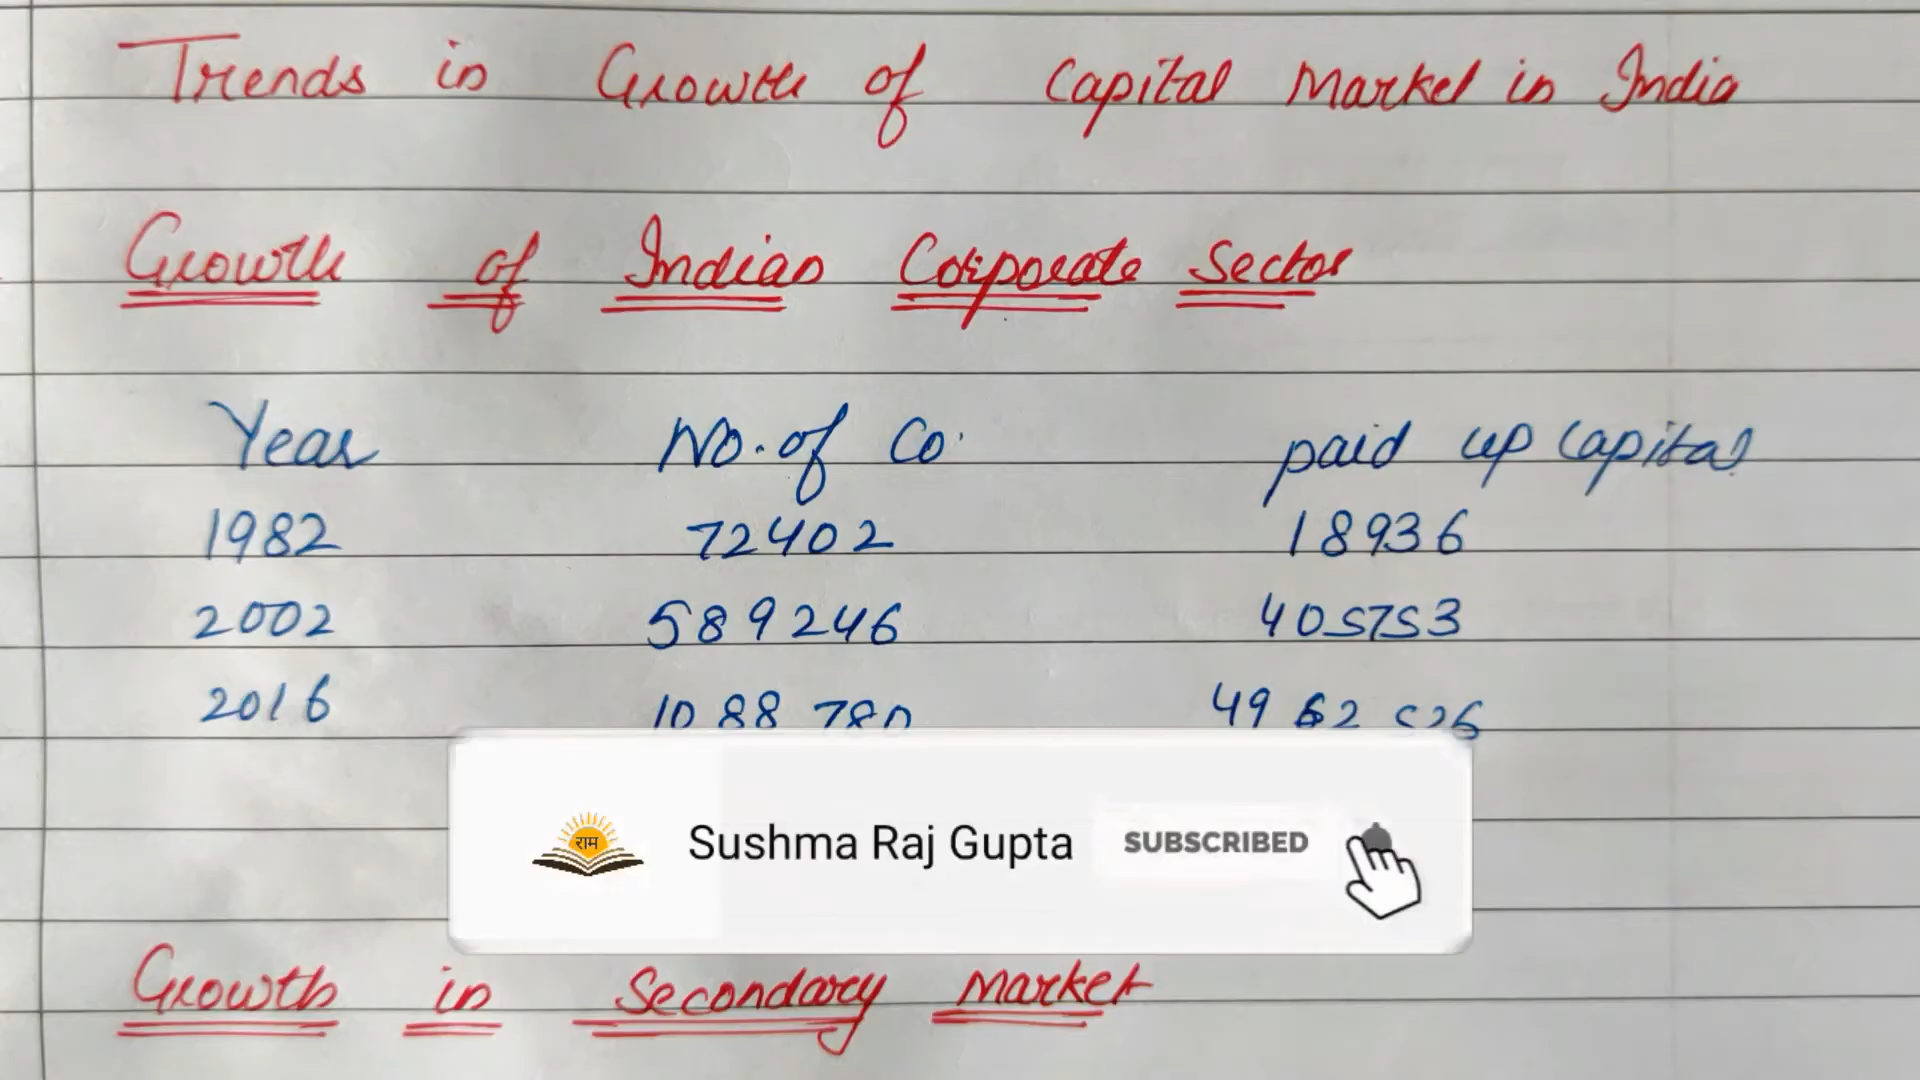 Trends in Growth of Capital Market in India
Growth of Indian Corporate Sector
Year No. of Co. paid up capital
1982 72402 18936
2002 589246 405753
2016 1088780
राम
Sushma Raj Gupta SUBSCRIBED
Growth in Secondary Market